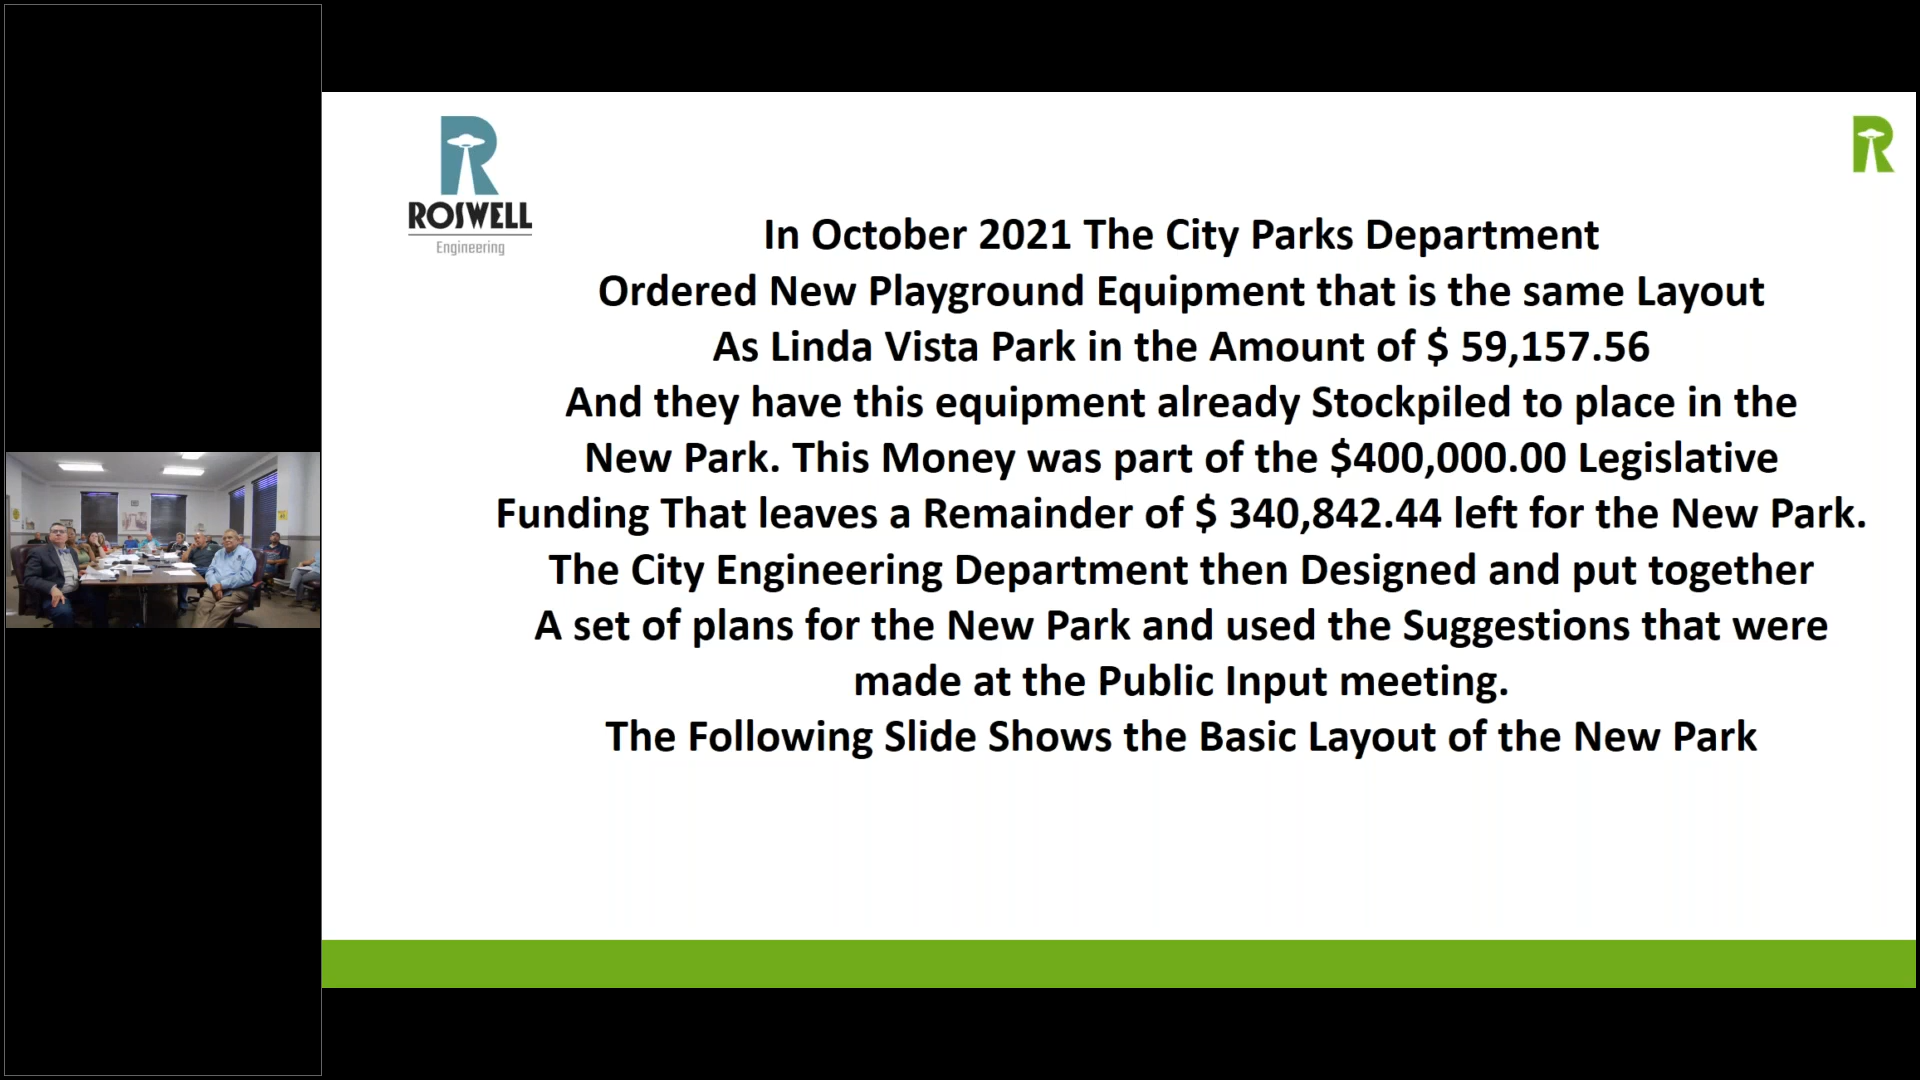 ROSWELL
Engineering
In October 2021 The City Parks Department
Ordered New Playground Equipment that is the same Layout
As Linda Vista Park in the Amount of $ 59,157.56
And they have this equipment already Stockpiled to place in the
New Park. This Money was part of the $400,000.00 Legislative
Funding That leaves a Remainder of $ 340,842.44 left for the New Park.
The City Engineering Department then Designed and put together
A set of plans for the New Park and used the Suggestions that were
made at the Public Input meeting.
The Following Slide Shows the Basic Layout of the New Park